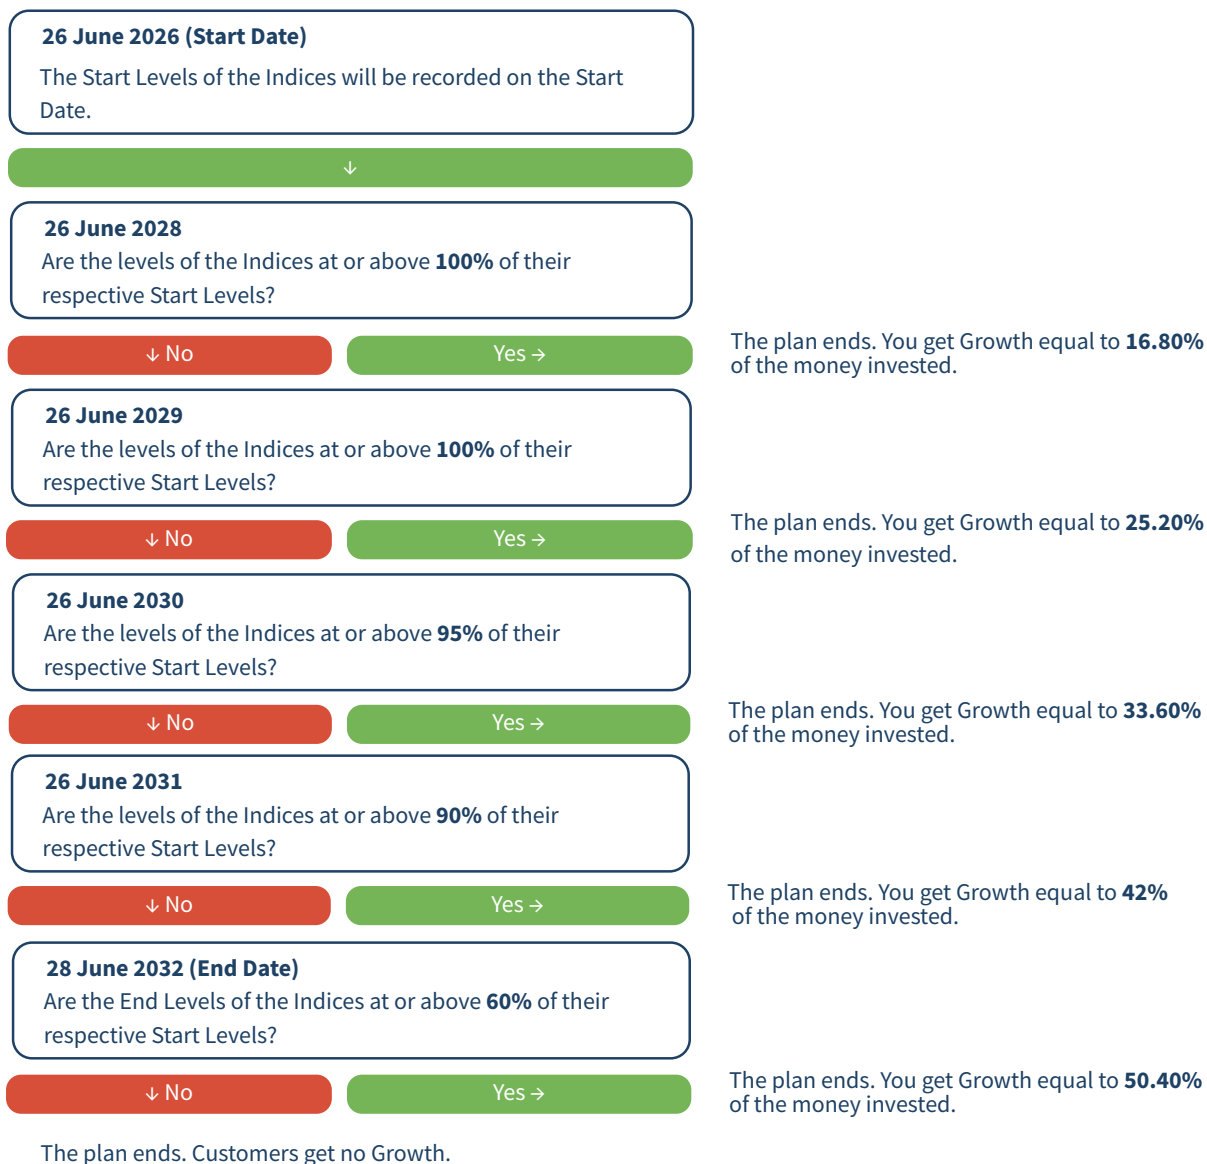 26 June 2026 (Start Date)
The Start Levels of the Indices will be recorded on the Start
Date.
↓
26 June 2028
Are the levels of the Indices at or above 100% of their
respective Start Levels?
↓ No
Yes →
The plan ends. You get Growth equal to 16.80%
of the money invested.
26 June 2029
Are the levels of the Indices at or above 100% of their
respective Start Levels?
↓ No
Yes →
The plan ends. You get Growth equal to 25.20%
of the money invested.
26 June 2030
Are the levels of the Indices at or above 95% of their
respective Start Levels?
↓ No
Yes →
The plan ends. You get Growth equal to 33.60%
of the money invested.
26 June 2031
Are the levels of the Indices at or above 90% of their
respective Start Levels?
↓ No
Yes →
The plan ends. You get Growth equal to 42%
of the money invested.
28 June 2032 (End Date)
Are the End Levels of the Indices at or above 60% of their
respective Start Levels?
↓ No
Yes →
The plan ends. You get Growth equal to 50.40%
of the money invested.
The plan ends. Customers get no Growth.